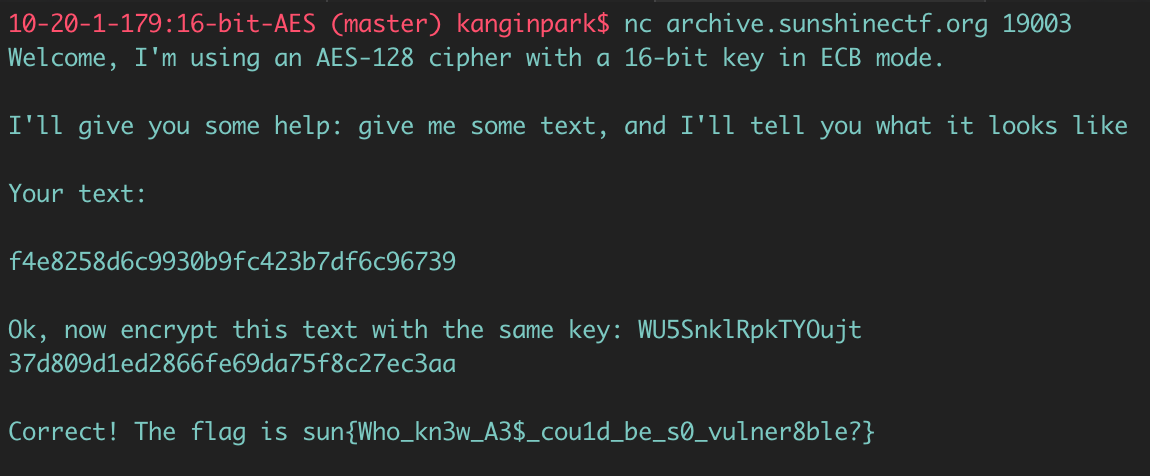 10-20-1-179:16-bit-AES (master) kanginpark$ nc archive.sunshinectf.org 19003
Welcome, I'm using an AES-128 cipher with a 16-bit key in ECB mode.
I'll give you some help: give me some text, and I'll tell you what it looks like
Your text:
f4e8258d6c9930b9fc423b7df6c96739
Ok, now encrypt this text with the same key: WU5SnklRpkTYOujt
37d809d1ed2866fe69da75f8c27ec3aa
Correct! The flag is sun{Who_kn3w_A3$_cou1d_be_s0_vulner8ble?}